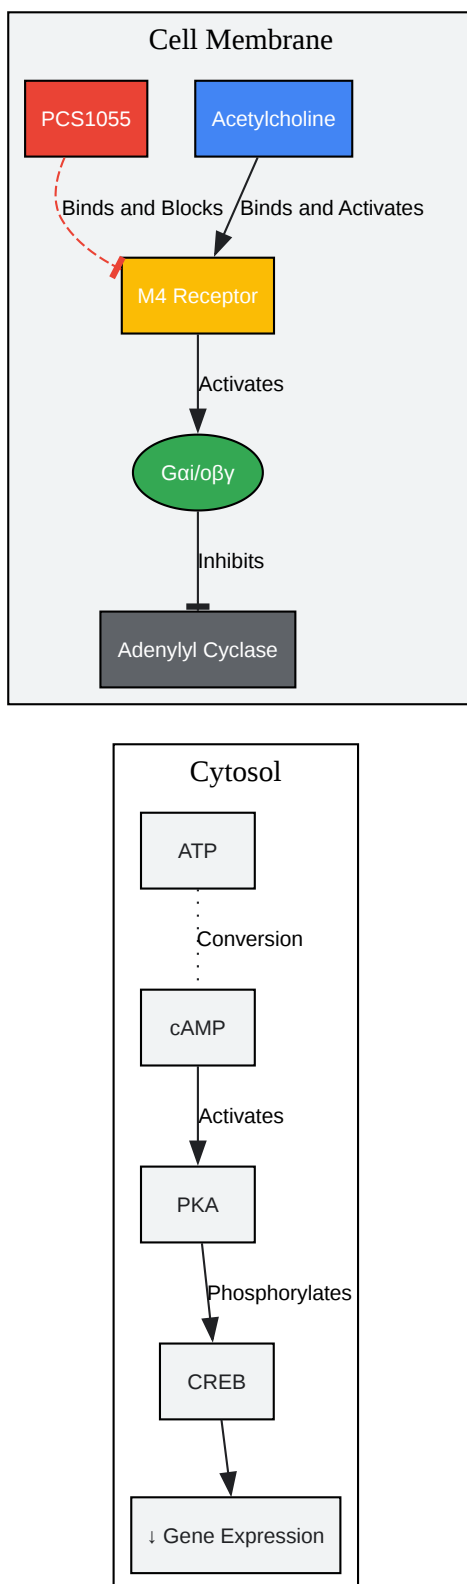 Cell Membrane
PCS1055
Acetylcholine
Binds and Blocks
Binds and Activates
M4 Receptor
Activates
Gαi/oβγ
Inhibits
Adenylyl Cyclase
Cytosol
ATP
Conversion
cAMP
Activates
PKA
Phosphorylates
CREB
↓ Gene Expression